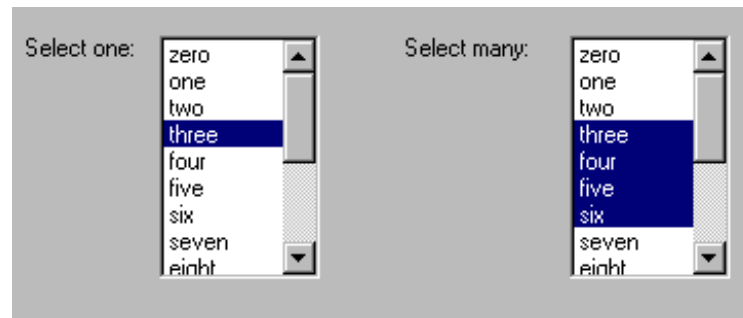 Select one:
zero
one
two
three
four
five
six
seven
eight
Select many:
zero
one
two
three
four
five
six
seven
eight